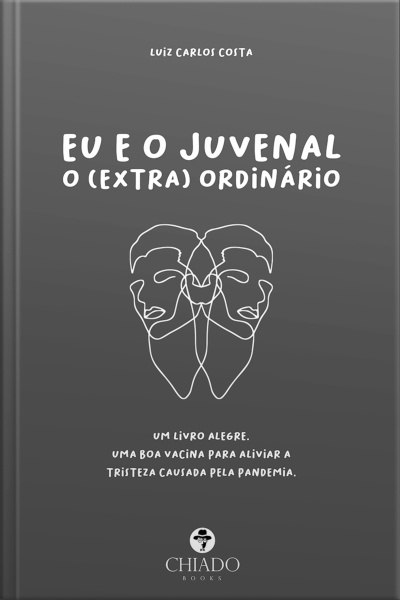 LUIZ CARLOS COSTA
EU E O JUVENAL
O (EXTRA) ORDINÁRIO
UM LIVRO ALEGRE.
UMA BOA VACINA PARA ALIVIAR A
TRISTEZA CAUSADA PELA PANDEMIA.
CHIADO
BOOKS